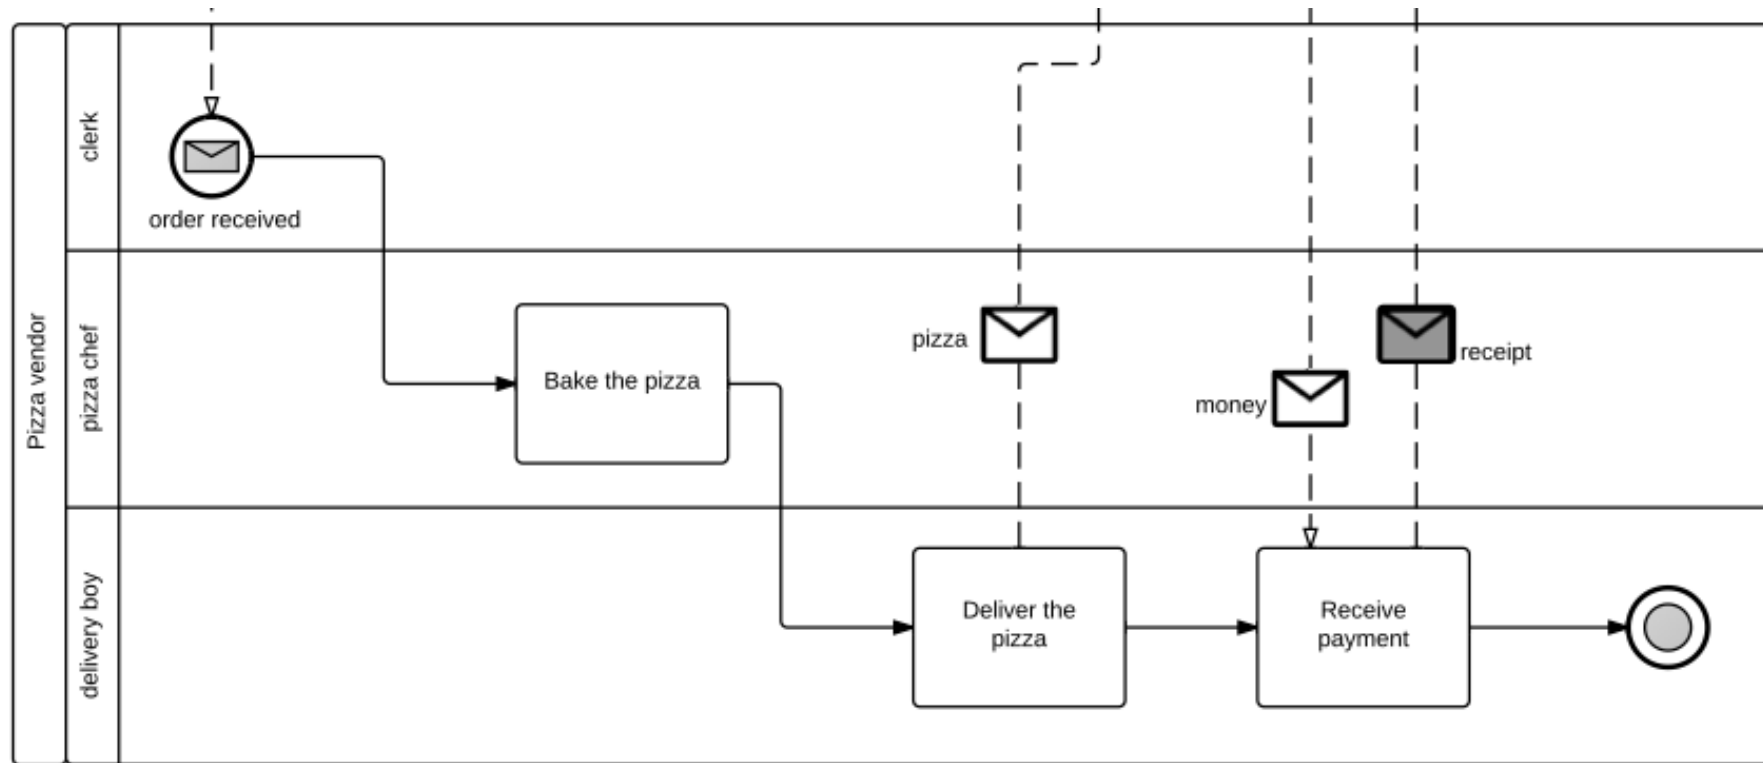 Pizza vendor
clerk
order received
pizza chef
Bake the pizza
pizza
money
receipt
delivery boy
Deliver the
pizza
Receive
payment